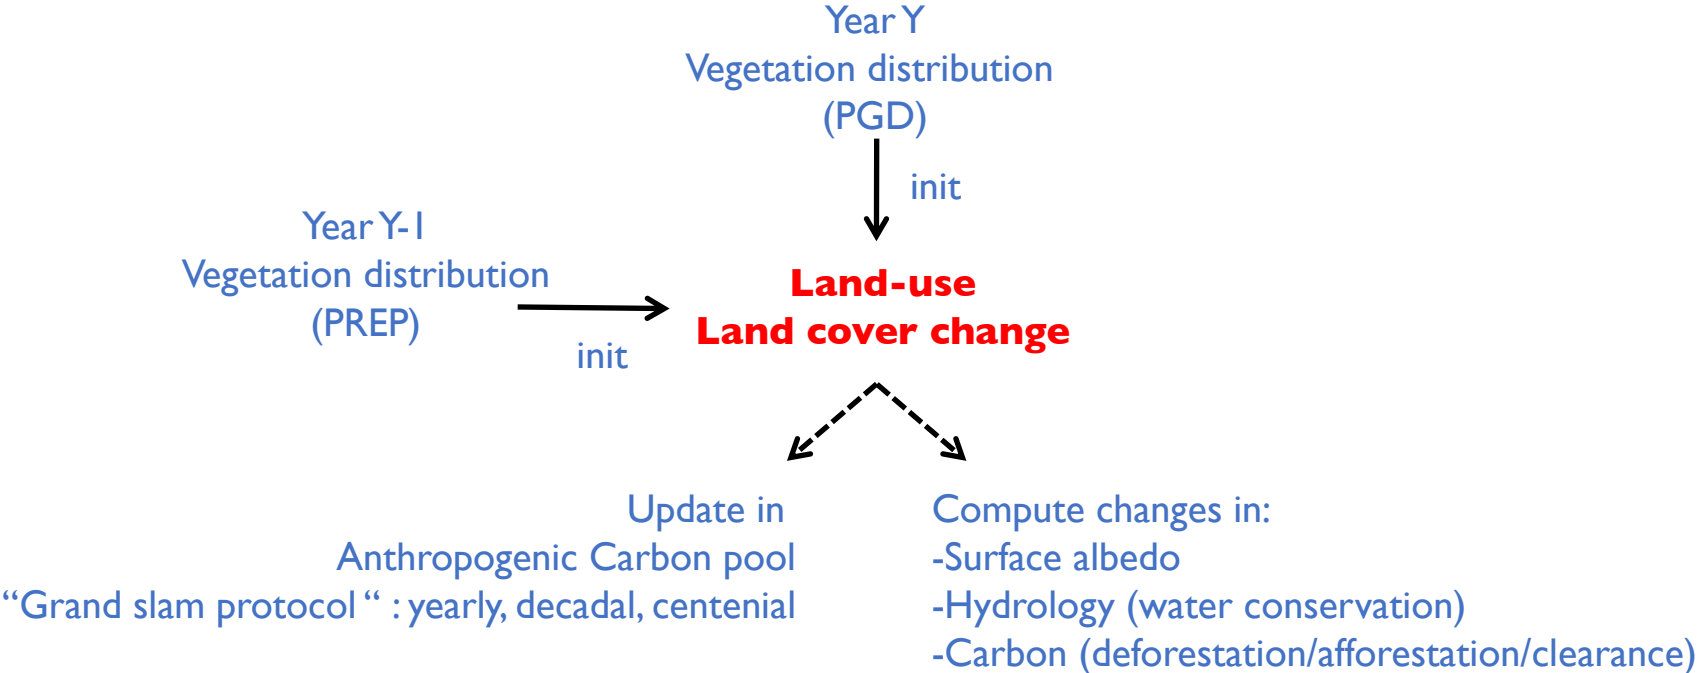 Year Y
Vegetation distribution
(PGD)
init
Year Y-1
Vegetation distribution
(PREP)
init
Land-use
Land cover change
Update in
Anthropogenic Carbon pool
“Grand slam protocol “ : yearly, decadal, centenial
Compute changes in:
-Surface albedo
-Hydrology (water conservation)
-Carbon (deforestation/afforestation/clearance)